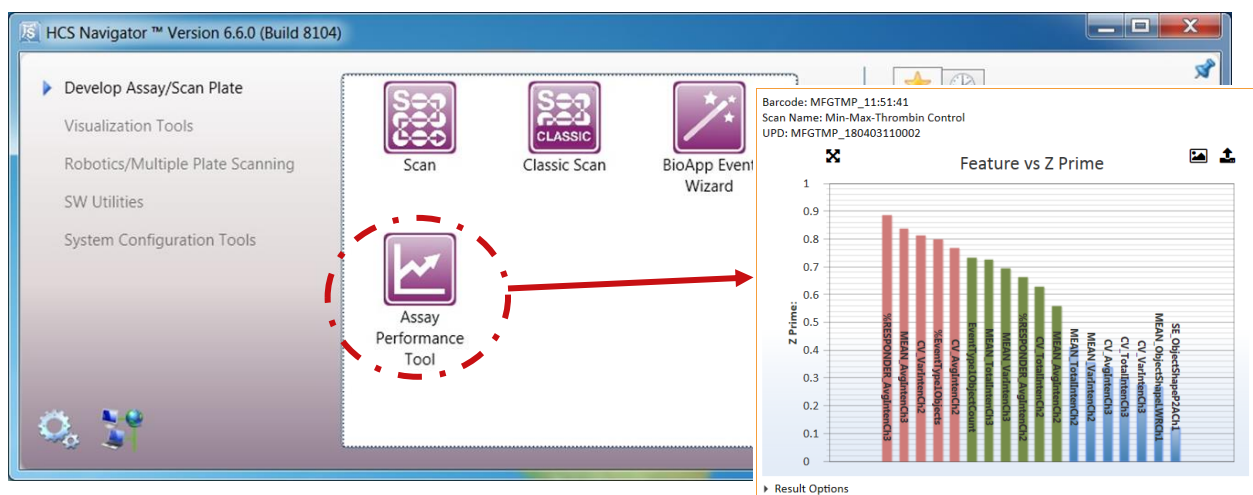 HCS Navigator ™ Version 6.6.0 (Build 8104)
Develop Assay/Scan Plate
Visualization Tools
Robotics/Multiple Plate Scanning
SW Utilities
System Configuration Tools
Scan
CLASSIC
Classic Scan
BioApp Event
Wizard
Assay
Performance
Tool
Barcode: MFGTMP_11:51:41
Scan Name: Min-Max-Thrombin Control
UPD: MFGTMP_180403110002
Feature vs Z Prime
Z Prime:
1
0.9
0.8
0.7
0.6
0.5
0.4
0.3
0.2
0.1
0
%RESPONDER_AvgIntenCh3
MEAN_AvgIntenCh3
CV_VarIntenCh2
%EventType1Objects
CV_AvgIntenCh2
EventType1ObjectCount
MEAN_TotalIntenCh3
MEAN_VarIntenCh3
%RESPONDER_AvgIntenCh2
CV_TotalIntenCh2
MEAN_AvgIntenCh2
MEAN_TotalIntenCh2
MEAN_VarIntenCh2
CV_AvgIntenCh3
CV_TotalIntenCh3
CV_VarIntenCh3
MEAN_ObjectShapeLWRCh1
SE_ObjectShapeP2ACh1
Result Options